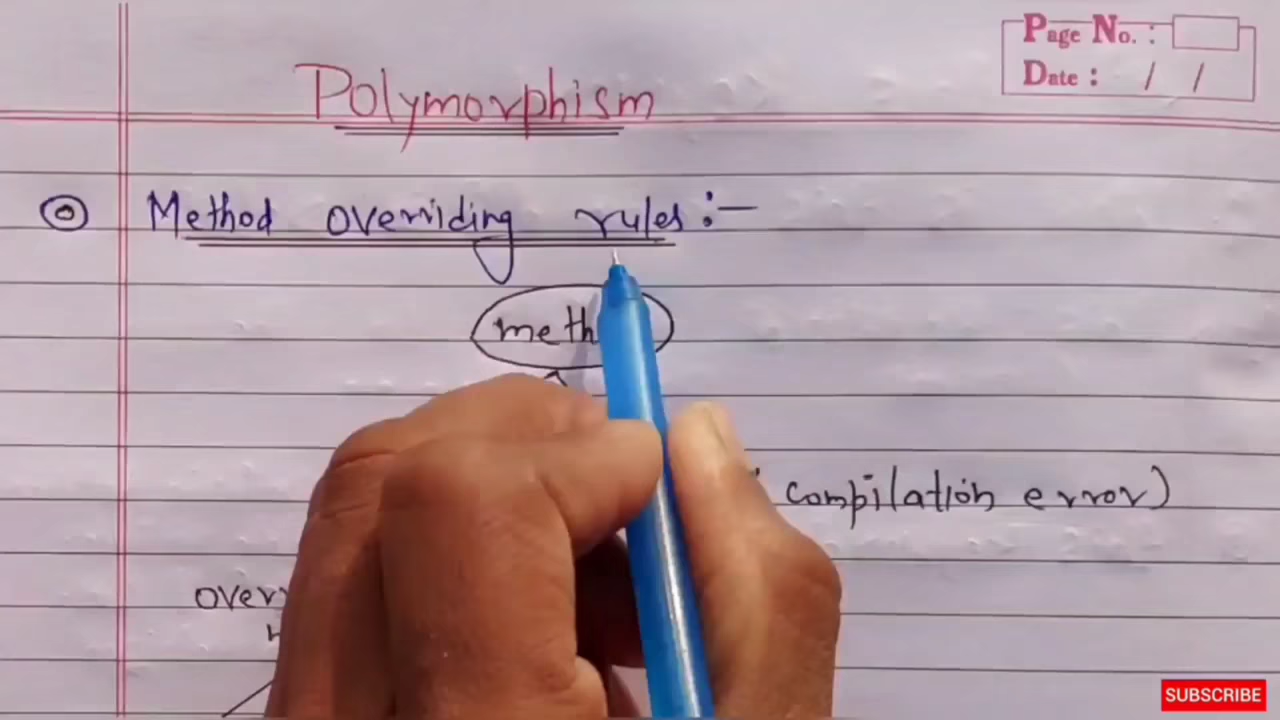 Page No. :
Date : / /
Polymorphism
Method overriding rules :-
compilation error)
SUBSCRIBE